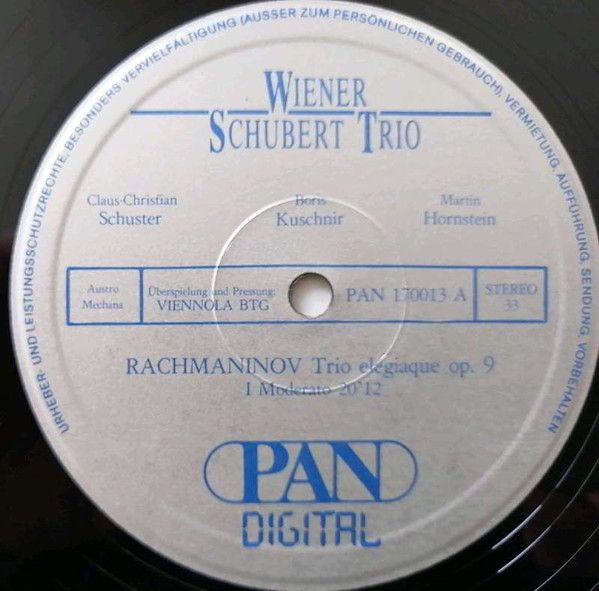 URHEBER- UND LEISTUNGSSCHUTZRECHTE, BESONDERS VERVIELFÄLTIGUNG (AUSSER ZUM PERSÖNLICHEN GEBRAUCH), VERMIETUNG, AUFFÜHRUNG, SENDUNG, VORBEHALTEN
WIENER
SCHUBERT TRIO
Claus-Christian Schuster
Boris Kuschnir
Martin Hornstein
Austro Mechana
Überspielung und Pressung:
VIENNOLA BTG
PAN 170013 A
STEREO
33
RACHMANINOV Trio elegiaque op. 9
I Moderato 20'12
PAN
DIGITAL